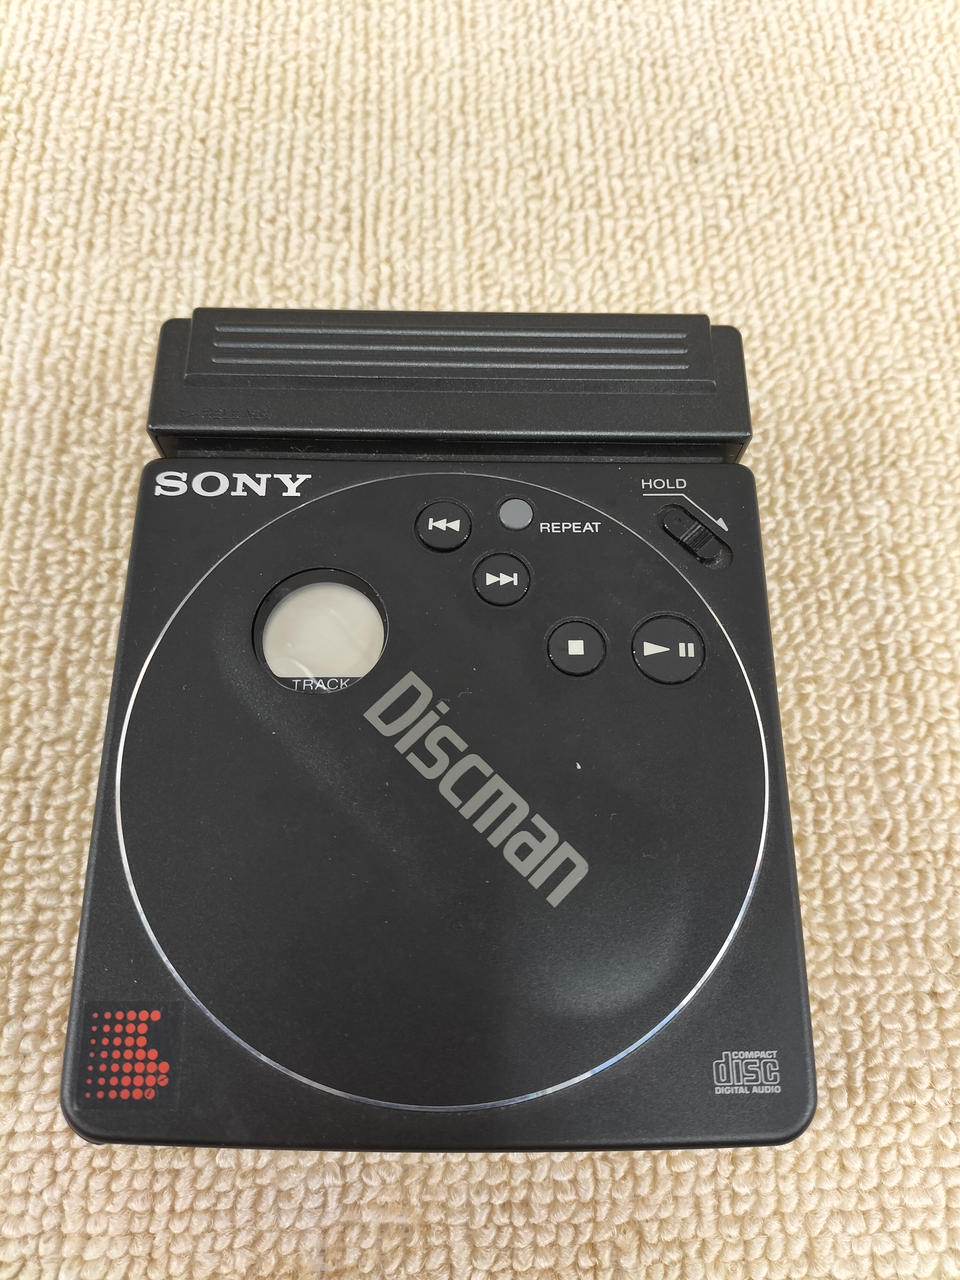 SONY
HOLD
REPEAT
TRACK
Discman
COMPACT
disc
DIGITAL AUDIO